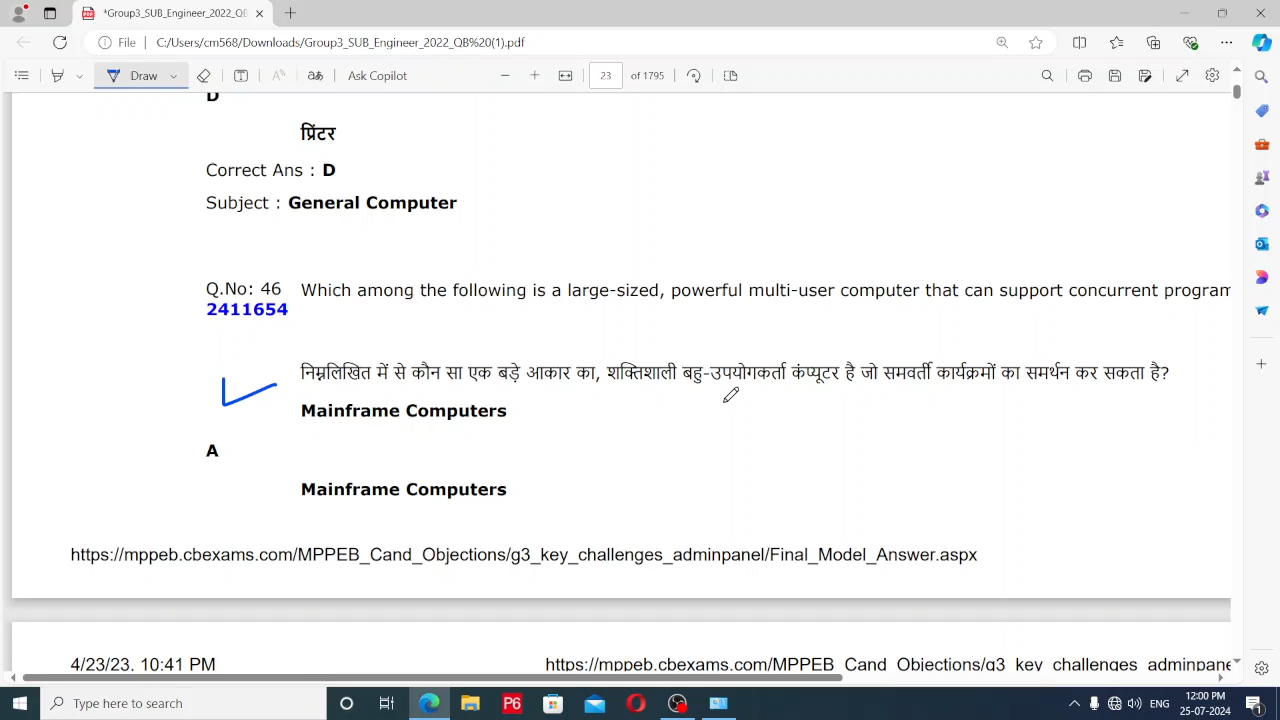 *Group3_SUB_Engineer_2022_QB
File C:/Users/cm568/Downloads/Group3_SUB_Engineer_2022_QB%20(1).pdf
Draw Ask Copilot 23 of 1795
D
प्रिंटर
Correct Ans : D
Subject : General Computer
Q.No: 46 Which among the following is a large-sized, powerful multi-user computer that can support concurrent program
2411654
निम्नलिखित में से कौन सा एक बड़े आकार का, शक्तिशाली बहु-उपयोगकर्ता कंप्यूटर है जो समवर्ती कार्यक्रमों का समर्थन कर सकता है?
Mainframe Computers
A
Mainframe Computers
https://mppeb.cbexams.com/MPPEB_Cand_Objections/g3_key_challenges_adminpanel/Final_Model_Answer.aspx
4/23/23, 10:41 PM https://mppeb.cbexams.com/MPPEB_Cand_Objections/g3_key_challenges_adminpane
Type here to search P6 ENG 12:00 PM
25-07-2024 1